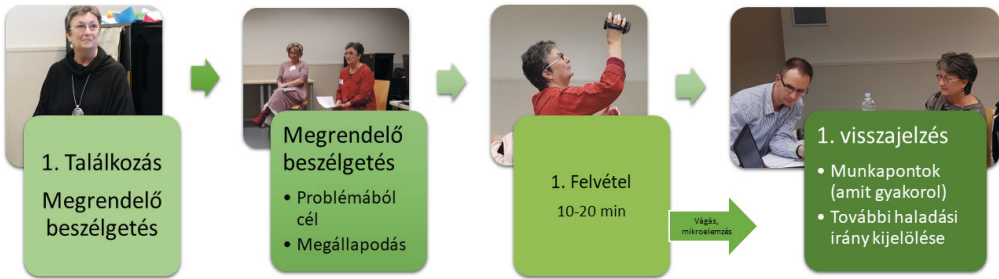 1. Találkozás
Megrendelő
beszélgetés
Megrendelő
beszélgetés
• Problémából
cél
• Megállapodás
1. Felvétel
10-20 min
Vágás,
mikroelemzés
1. visszajelzés
• Munkapontok
(amit gyakorol)
• További haladási
irány kijelölése